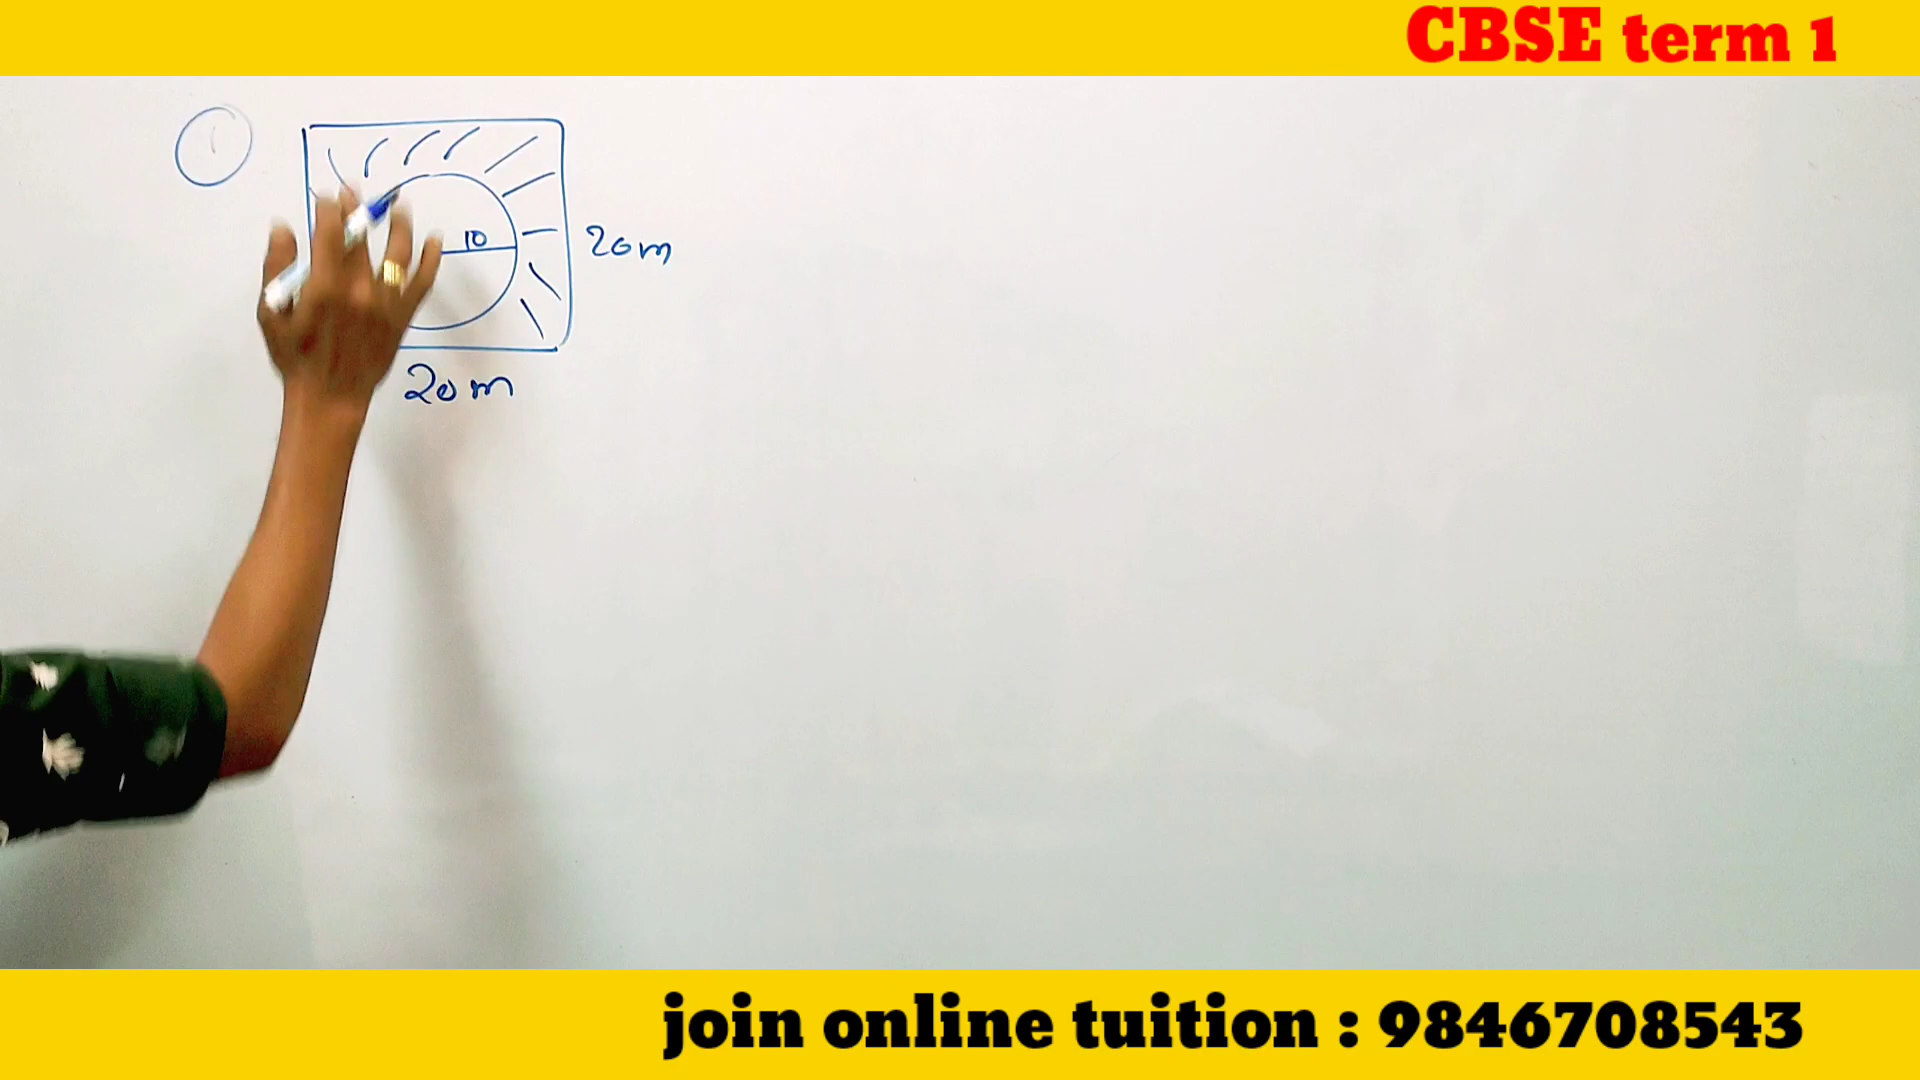 CBSE term 1
1
10
20m
20m
join online tuition : 9846708543